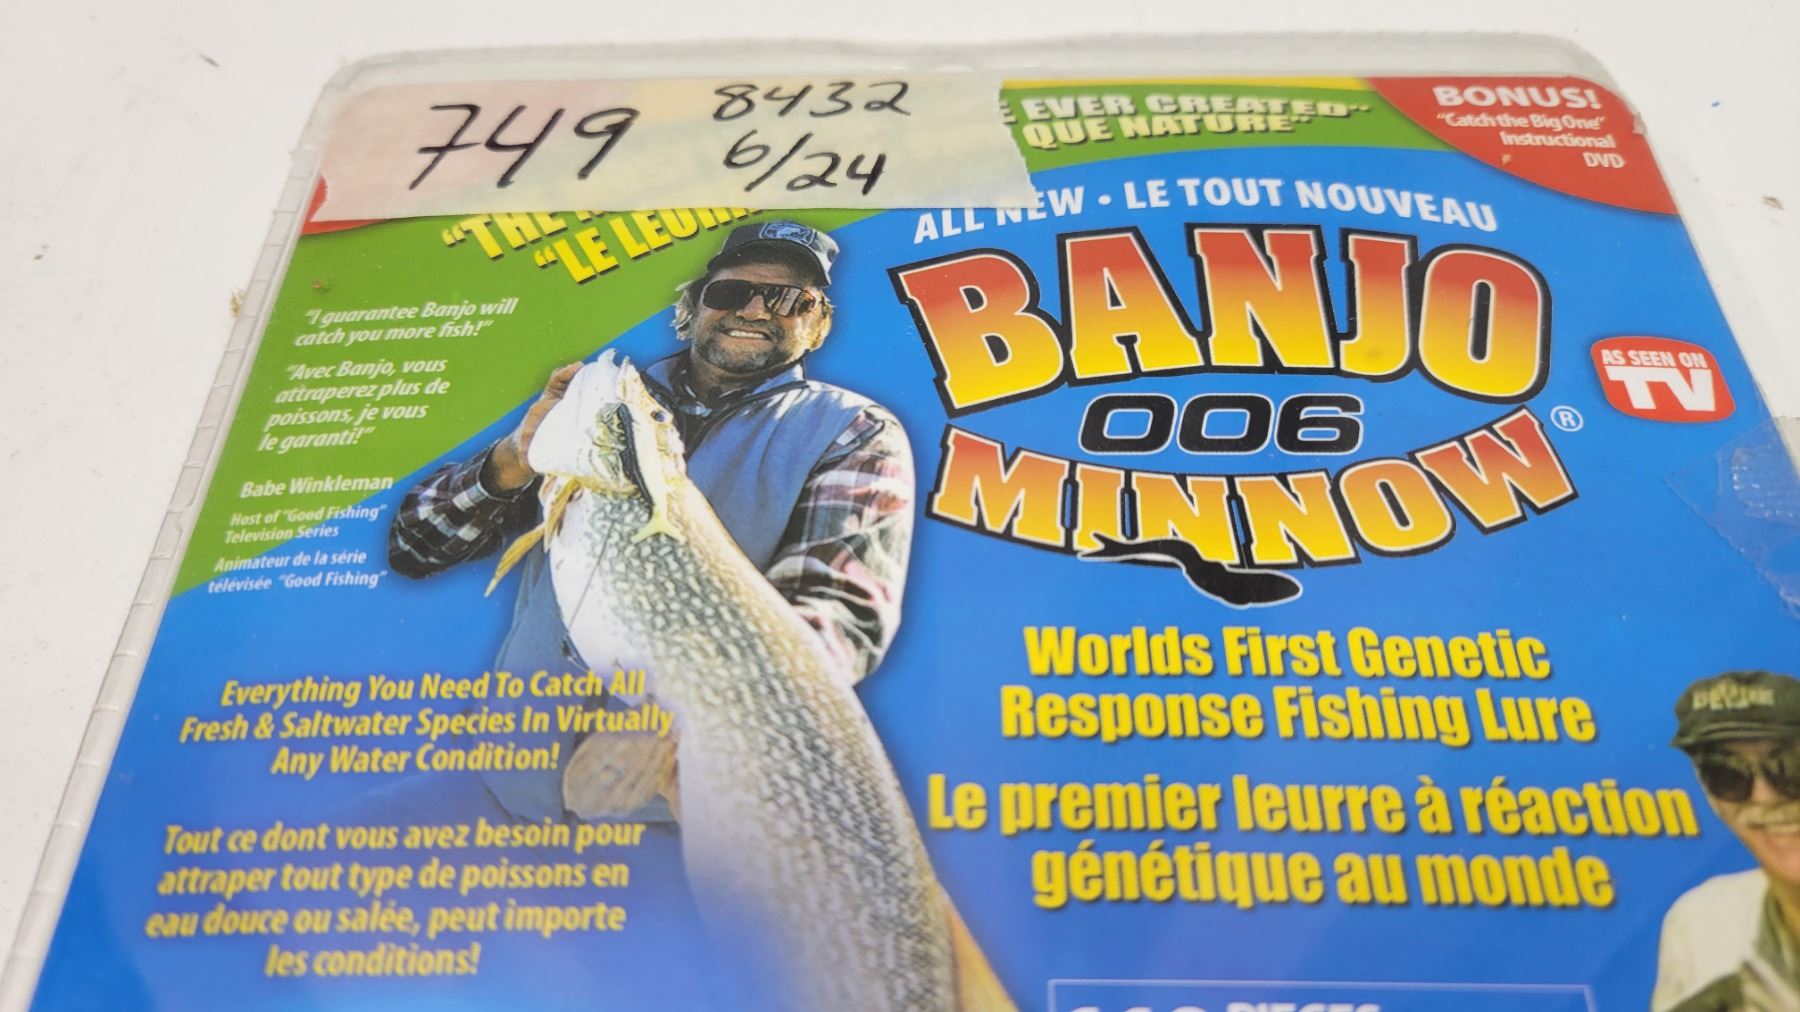 749
8432
6/24
EVER CREATED"
QUE NATURE"
BONUS!
"Catch the Big One"
Instructional
DVD
"THE
"LE
ALL NEW • LE TOUT NOUVEAU
BANJO
006
MINNOW®
AS SEEN ON
TV
"I guarantee Banjo will
catch you more fish!"
"Avec Banjo, vous
attraperez plus de
poissons, je vous
le garanti!"
Babe Winkleman
Host of "Good Fishing"
Television Series
Animateur de la série
télévisée "Good Fishing"
Everything You Need To Catch All
Fresh & Saltwater Species In Virtually
Any Water Condition!
Tout ce dont vous avez besoin pour
attraper tout type de poissons en
eau douce ou salée, peut importe
les conditions!
Worlds First Genetic
Response Fishing Lure
Le premier leurre à réaction
génétique au monde
PIECES